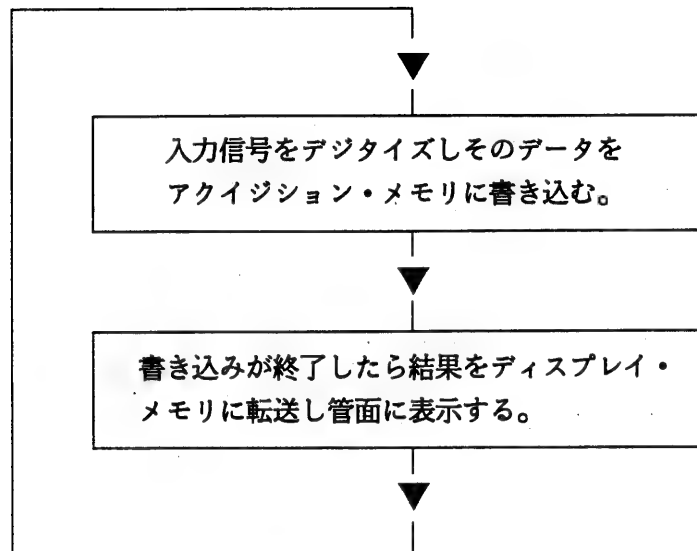 入力信号をデジタイズしそのデータを
アクイジション・メモリに書き込む。
書き込みが終了したら結果をディスプレイ・
メモリに転送し管面に表示する。